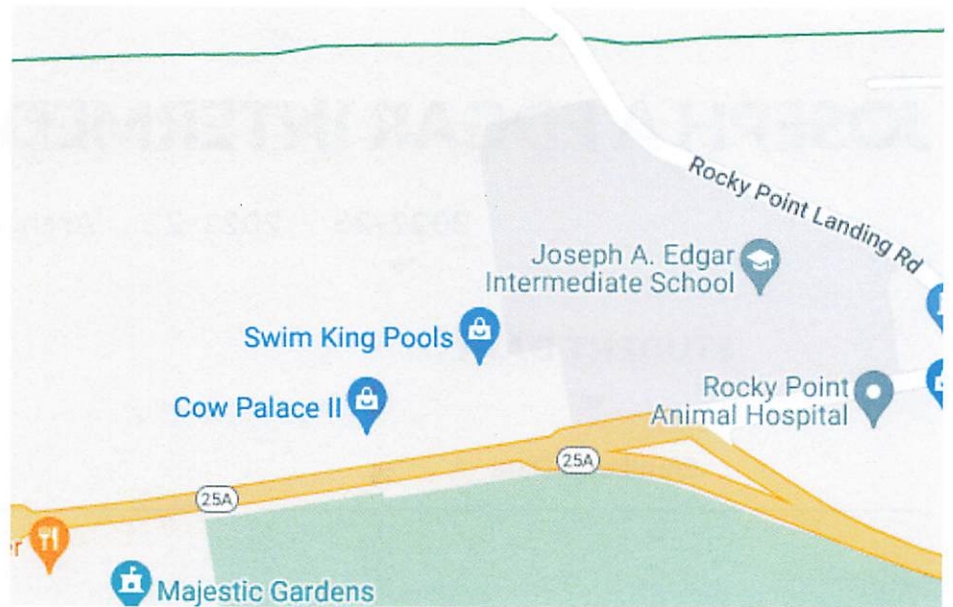 Rocky Point Landing Rd
Joseph A. Edgar
Intermediate School
Swim King Pools
Rocky Point
Animal Hospital
Cow Palace II
25A
25A
r
Majestic Gardens